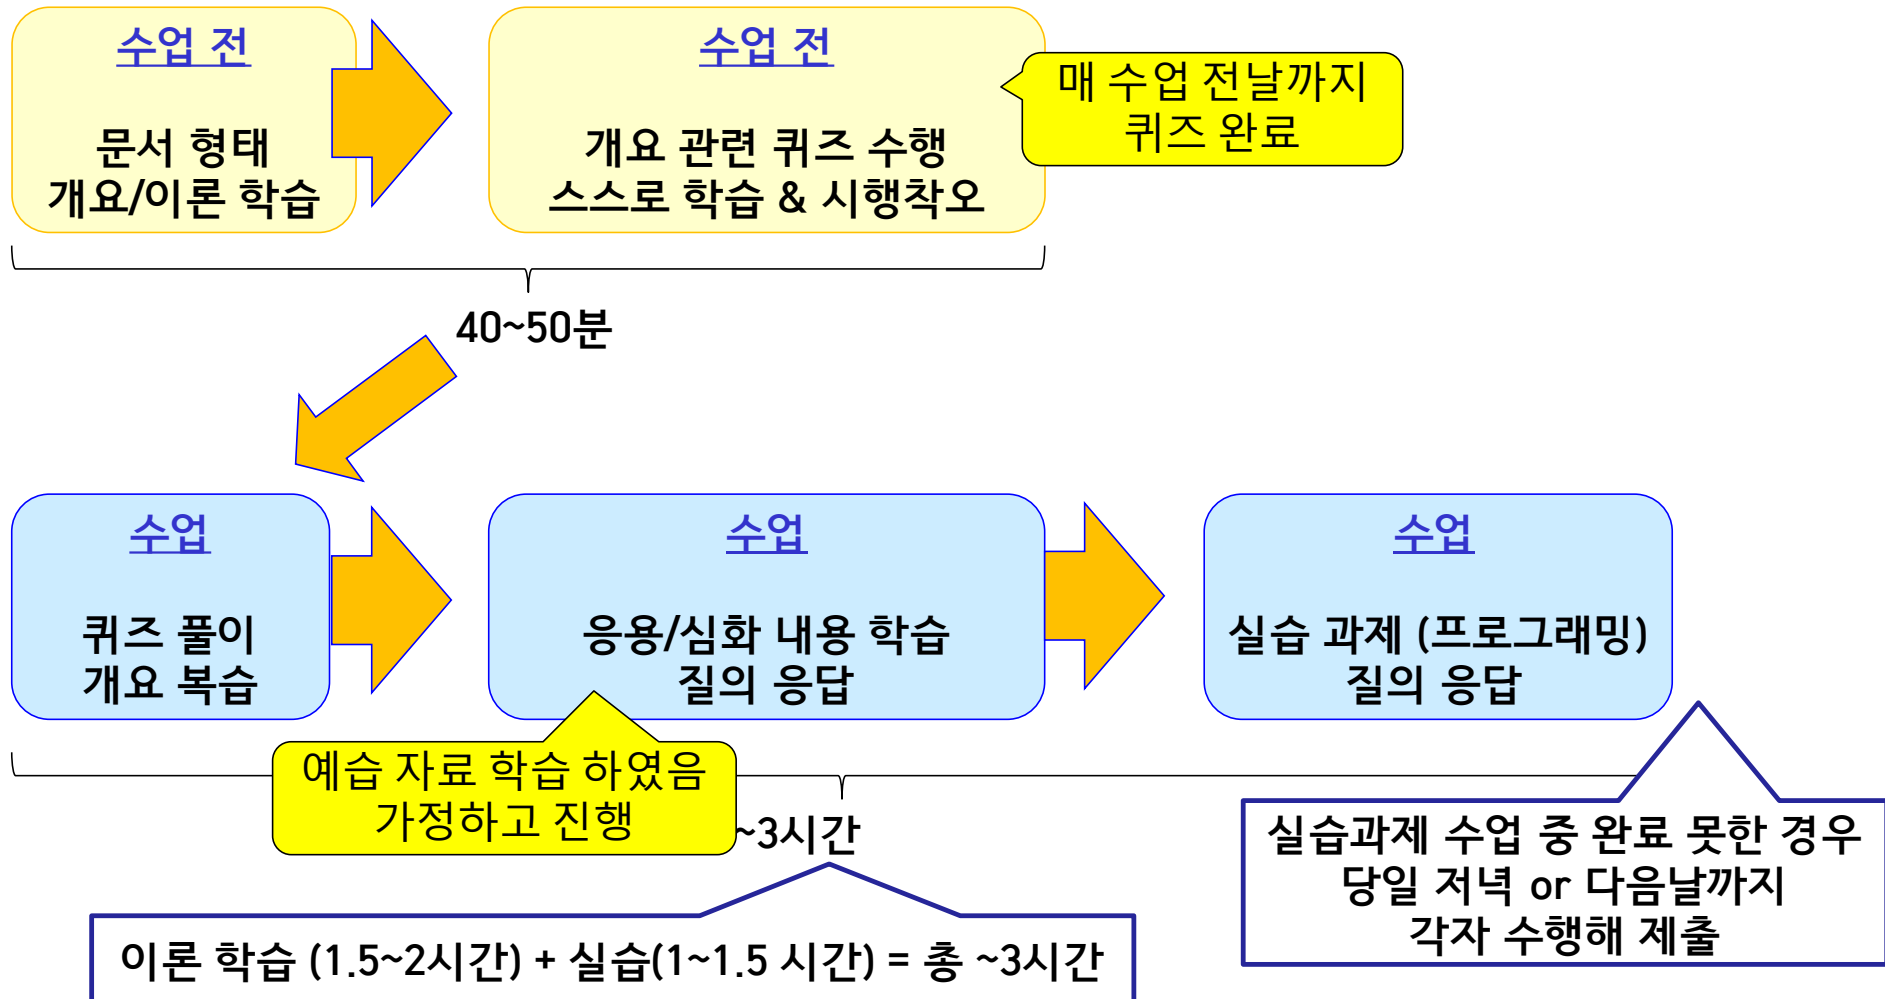 수업 전
문서 형태
개요/이론 학습
수업 전
개요 관련 퀴즈 수행
스스로 학습 & 시행착오
매 수업 전날까지
퀴즈 완료
40~50분
수업
퀴즈 풀이
개요 복습
수업
응용/심화 내용 학습
질의 응답
수업
실습 과제 (프로그래밍)
질의 응답
예습 자료 학습 하였음
가정하고 진행
~3시간
실습과제 수업 중 완료 못한 경우
당일 저녁 or 다음날까지
각자 수행해 제출
이론 학습 (1.5~2시간) + 실습(1~1.5 시간) = 총 ~3시간